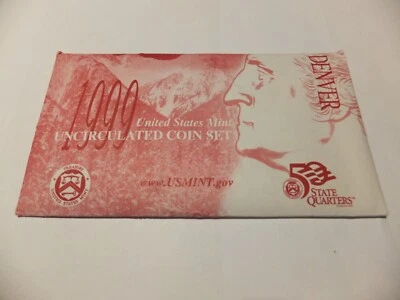 1999
United States Mint
UNCIRCULATED COIN SET
DENVER
www.USMINT.gov
50
STATE
QUARTERS